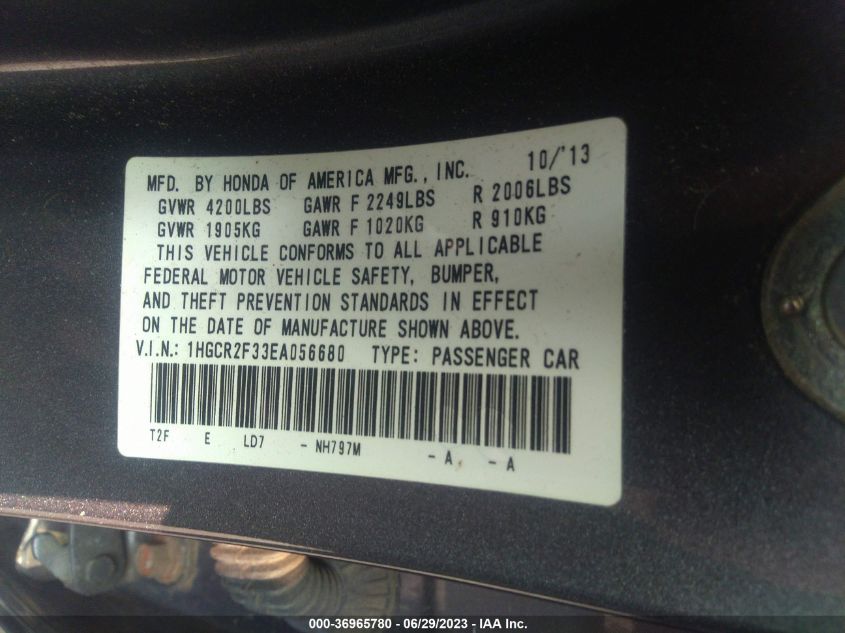 MFD. BY HONDA OF AMERICA MFG., INC. 10/'13
GVWR 4200LBS GAWR F 2249LBS R 2006LBS
GVWR 1905KG GAWR F 1020KG R 910KG
THIS VEHICLE CONFORMS TO ALL APPLICABLE
FEDERAL MOTOR VEHICLE SAFETY, BUMPER,
AND THEFT PREVENTION STANDARDS IN EFFECT
ON THE DATE OF MANUFACTURE SHOWN ABOVE.
V.I.N.: 1HGCR2F33EA056680 TYPE: PASSENGER CAR
T2F E LD7 - NH797M - A, - A
000-36965780 - 06/29/2023 - IAA Inc.